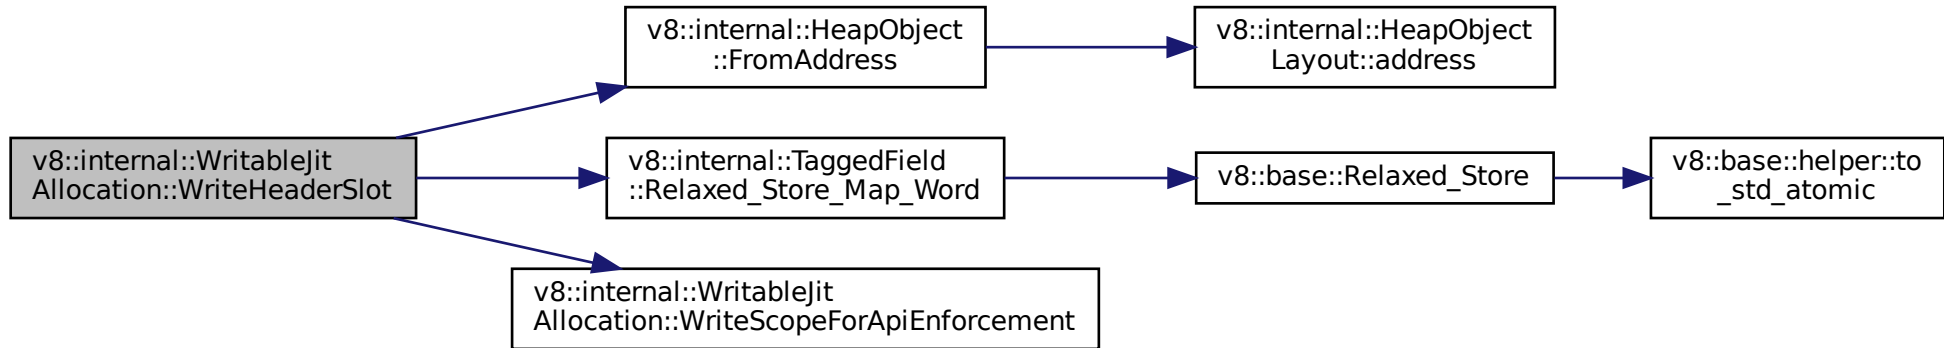 v8::internal::HeapObject
::FromAddress
v8::internal::HeapObject
Layout::address
v8::internal::WritableJit
Allocation::WriteHeaderSlot
v8::internal::TaggedField
::Relaxed_Store_Map_Word
v8::base::Relaxed_Store
v8::base::helper::to
_std_atomic
v8::internal::WritableJit
Allocation::WriteScopeForApiEnforcement